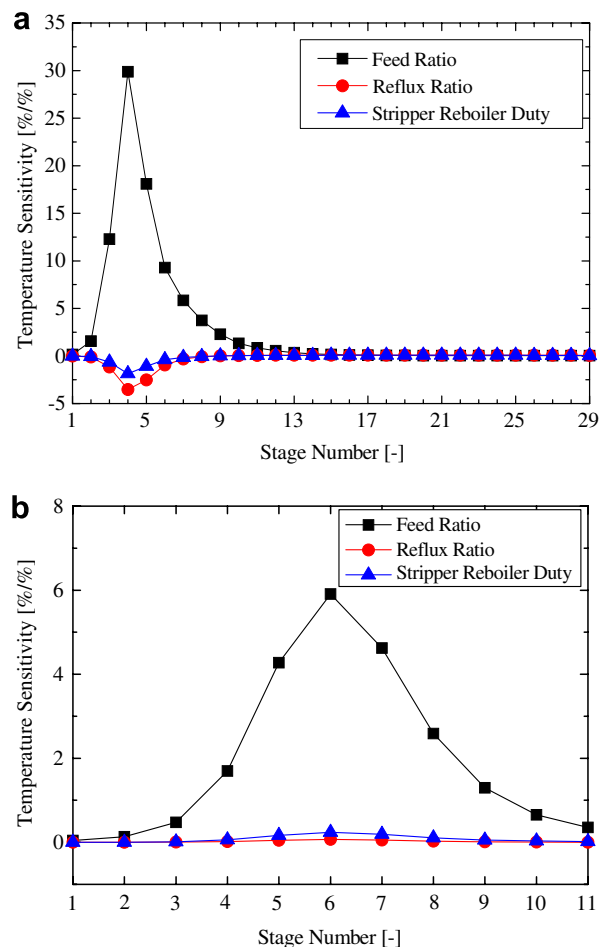 a
35
30
25
20
15
10
5
0
-5
Temperature Sensitivity [%/%]
Feed Ratio
Reflux Ratio
Stripper Reboiler Duty
1 5 9 13 17 21 25 29
Stage Number [-]
b
8
6
4
2
0
Temperature Sensitivity [%/%]
Feed Ratio
Reflux Ratio
Stripper Reboiler Duty
1 2 3 4 5 6 7 8 9 10 11
Stage Number [-]